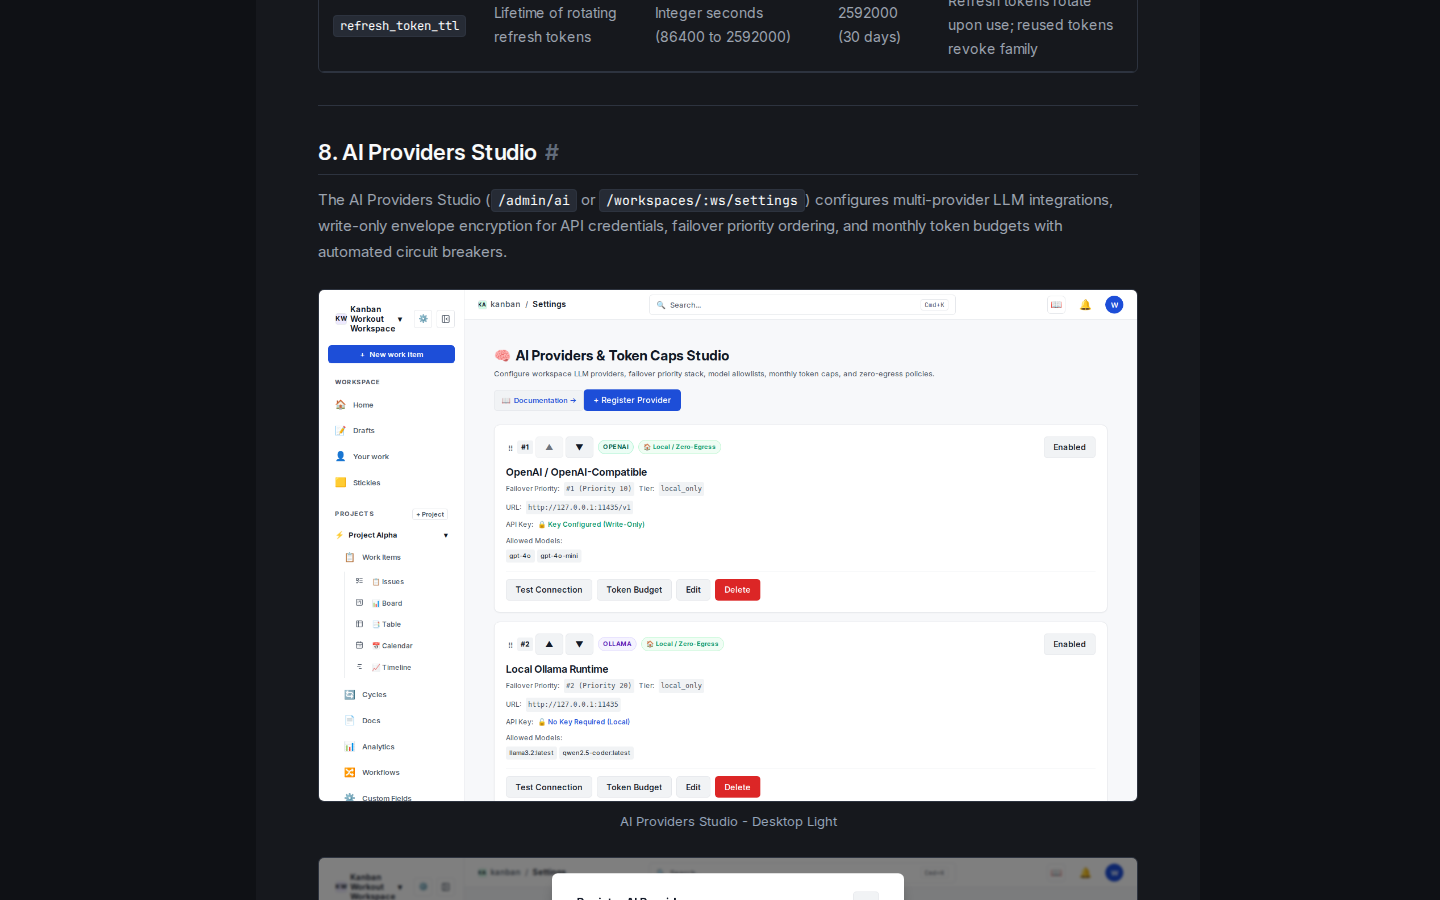 Refresh tokens rotate
refresh_token_ttl
Lifetime of rotating
refresh tokens
Integer seconds
(86400 to 2592000)
2592000
(30 days)
upon use; reused tokens
revoke family
8. AI Providers Studio #
The AI Providers Studio ( /admin/ai or /workspaces/:ws/settings ) configures multi-provider LLM integrations,
write-only envelope encryption for API credentials, failover priority ordering, and monthly token budgets with
automated circuit breakers.
KW Kanban Workout Workspace ▾
KA kanban / Settings
Search...
Cmd+K
W
+ New work item
WORKSPACE
Home
Drafts
Your work
Stickies
PROJECTS
+ Project
Project Alpha ▾
Work Items
Issues
Board
Table
Calendar
Timeline
Cycles
Docs
Analytics
Workflows
Custom Fields
AI Providers & Token Caps Studio
Configure workspace LLM providers, failover priority stack, model allowlists, monthly token caps, and zero-egress policies.
Documentation →
+ Register Provider
#1 ▲ ▼ OPENAI Local / Zero-Egress
Enabled
OpenAI / OpenAI-Compatible
Failover Priority: #1 (Priority 10) Tier: local_only
URL: http://127.0.0.1:11435/v1
API Key: Key Configured (Write-Only)
Allowed Models:
gpt-4o gpt-4o-mini
Test Connection Token Budget Edit Delete
#2 ▲ ▼ OLLAMA Local / Zero-Egress
Enabled
Local Ollama Runtime
Failover Priority: #2 (Priority 20) Tier: local_only
URL: http://127.0.0.1:11435
API Key: No Key Required (Local)
Allowed Models:
llama3.2:latest qwen2.5-coder:latest
Test Connection Token Budget Edit Delete
AI Providers Studio - Desktop Light
KW Kanban Workout Workspace ▾
kanban / Settings
W